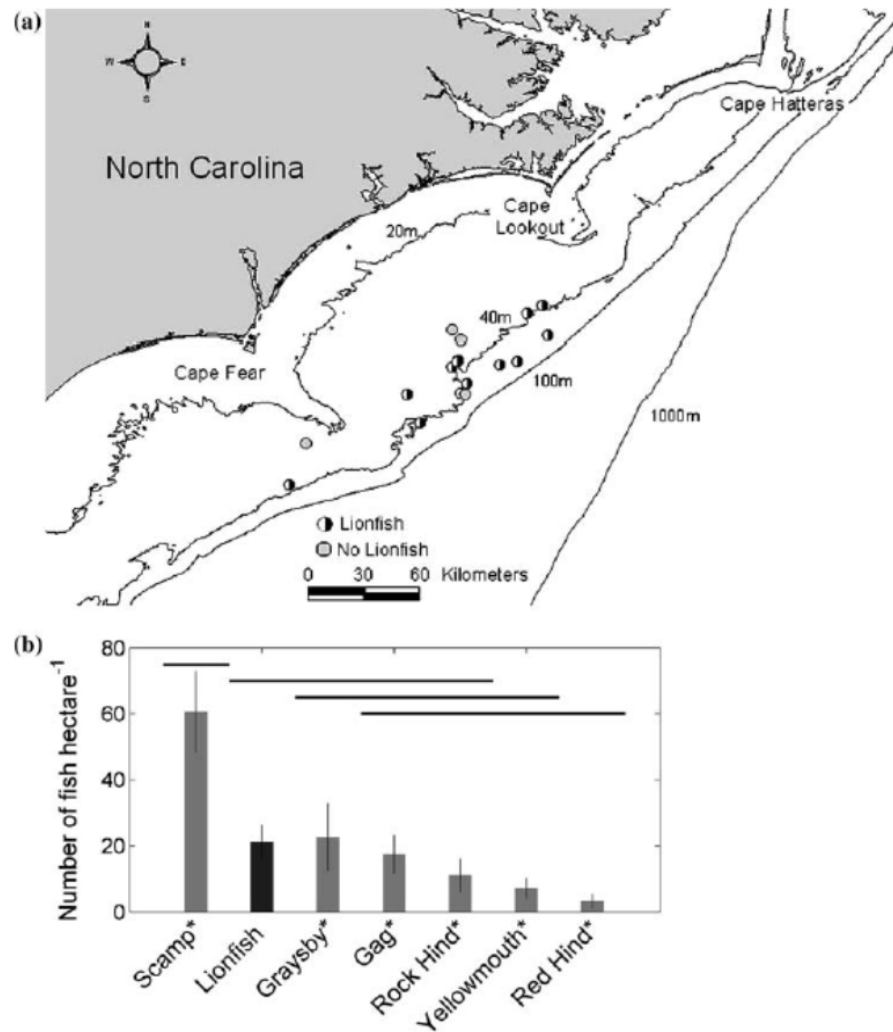 (a)
N
W E
S
North Carolina
Cape Hatteras
Cape
Lookout
20m
40m
Cape Fear
100m
1000m
Lionfish
No Lionfish
0 30 60 Kilometers
(b)
80
60
40
20
0
Number of fish hectare-1
Scamp*
Lionfish
Graysby*
Gag*
Rock Hind*
Yellowmouth*
Red Hind*